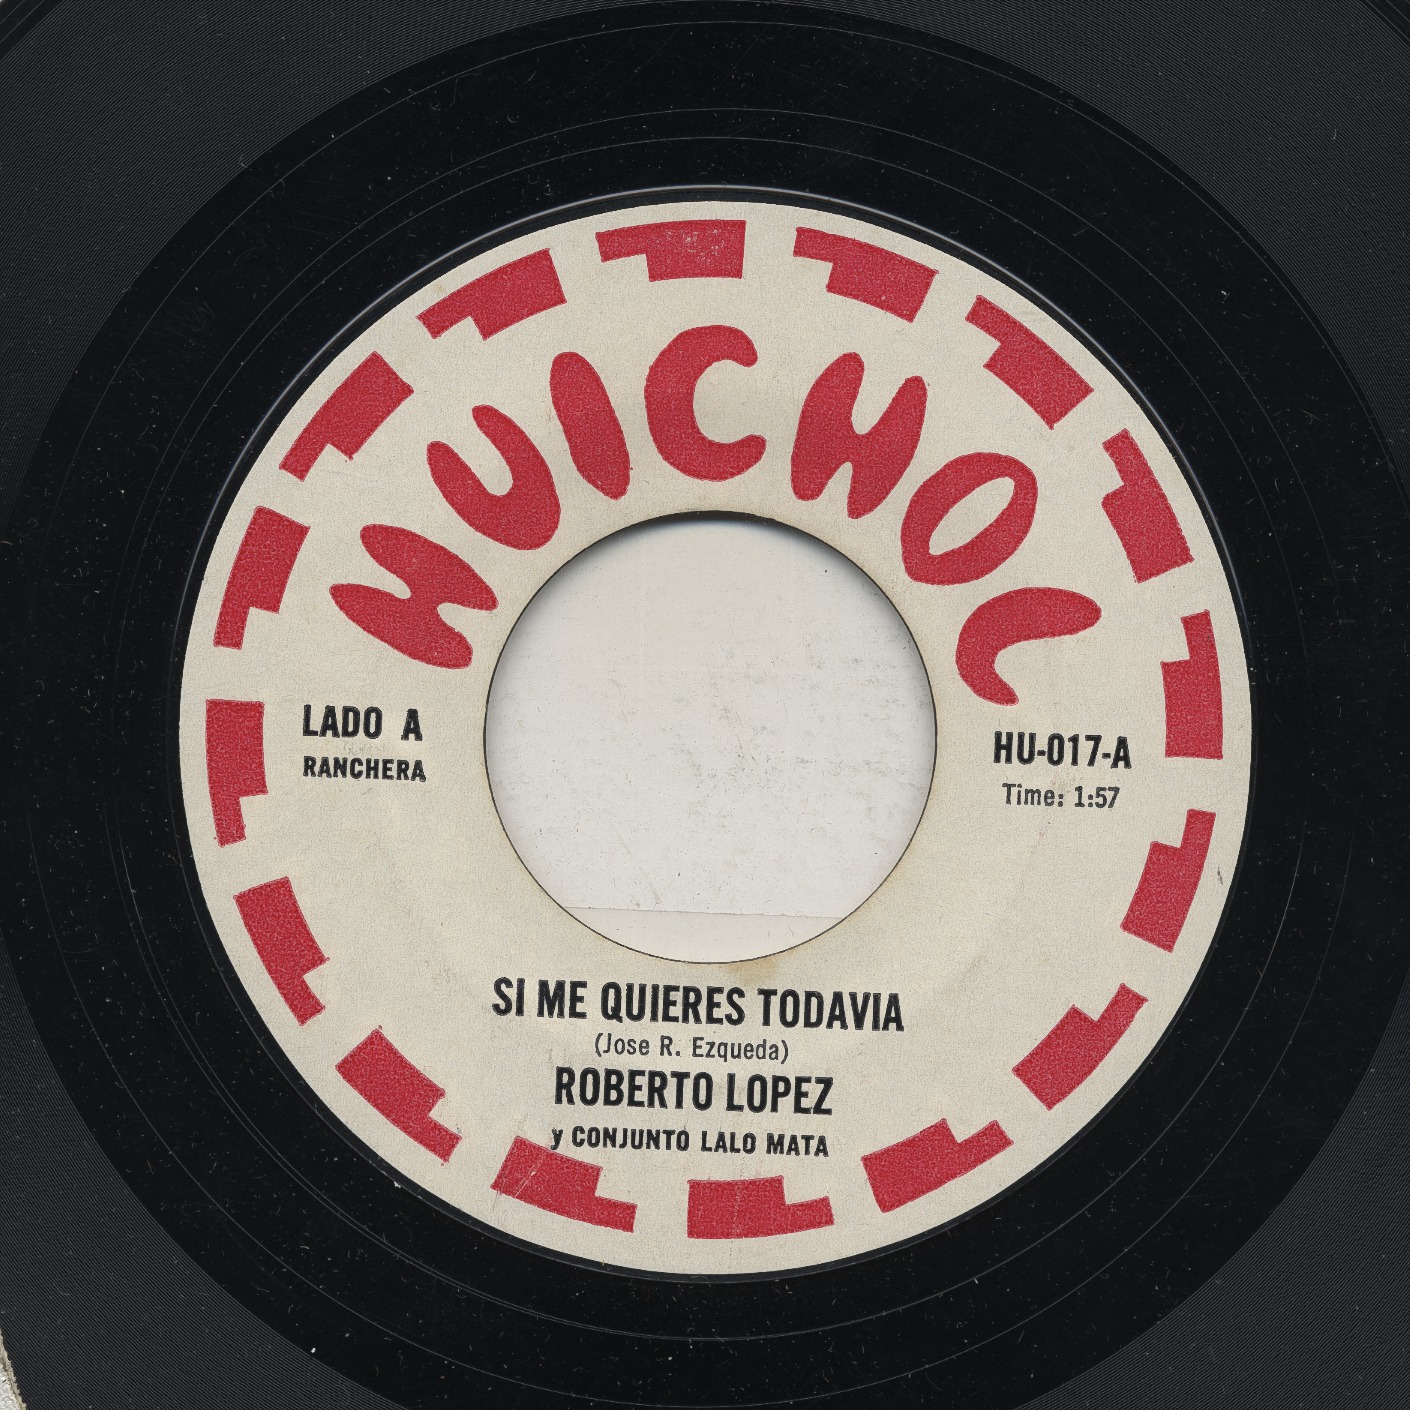 HUICHOL
LADO A
RANCHERA
HU-017-A
Time: 1:57
SI ME QUIERES TODAVIA
(Jose R. Ezqueda)
ROBERTO LOPEZ
y CONJUNTO LALO MATA